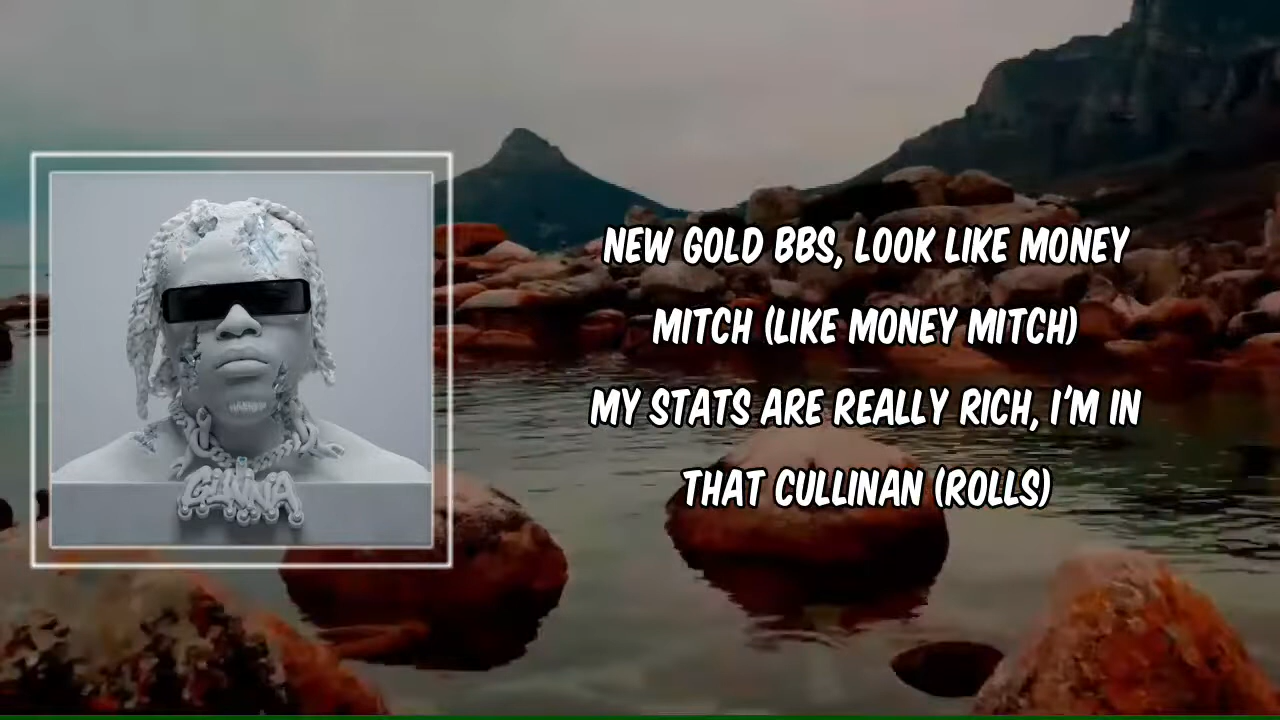 GUNNA
NEW GOLD BBS, LOOK LIKE MONEY
MITCH (LIKE MONEY MITCH)
MY STATS ARE REALLY RICH, I'M IN
THAT CULLINAN (ROLLS)